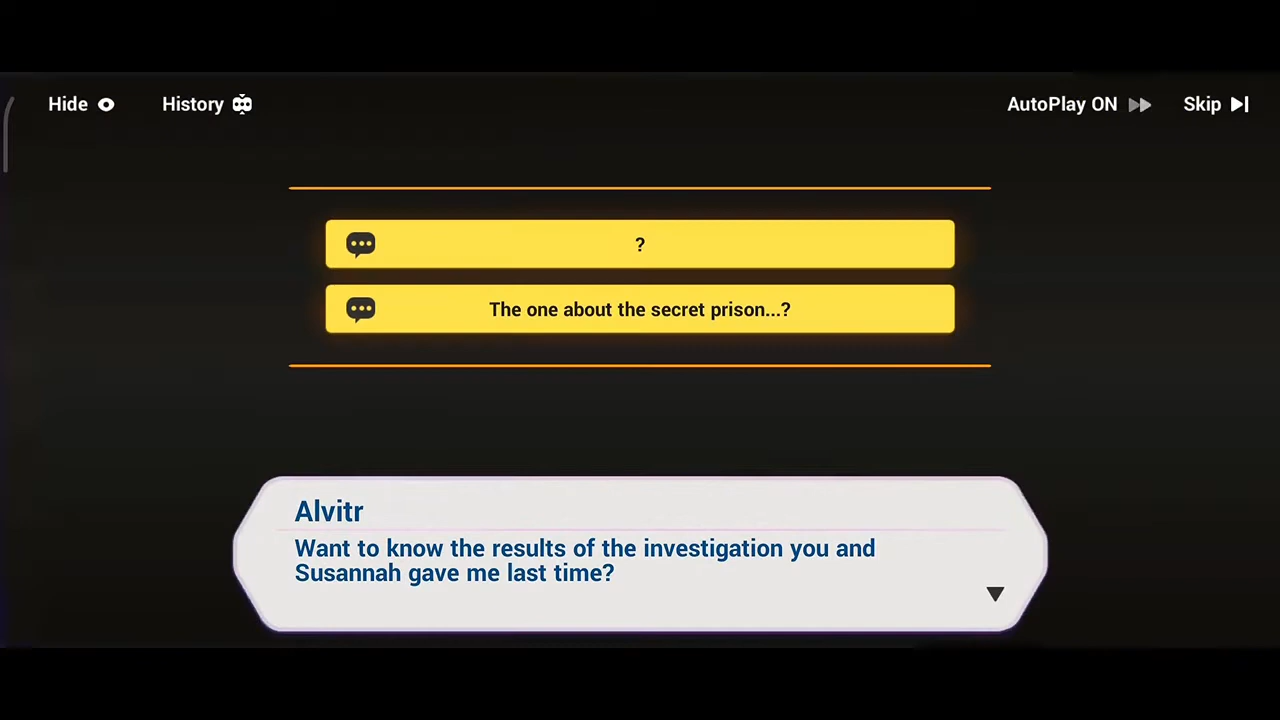 Hide
History
AutoPlay ON
Skip
?
The one about the secret prison...?
Alvitr
Want to know the results of the investigation you and
Susannah gave me last time?